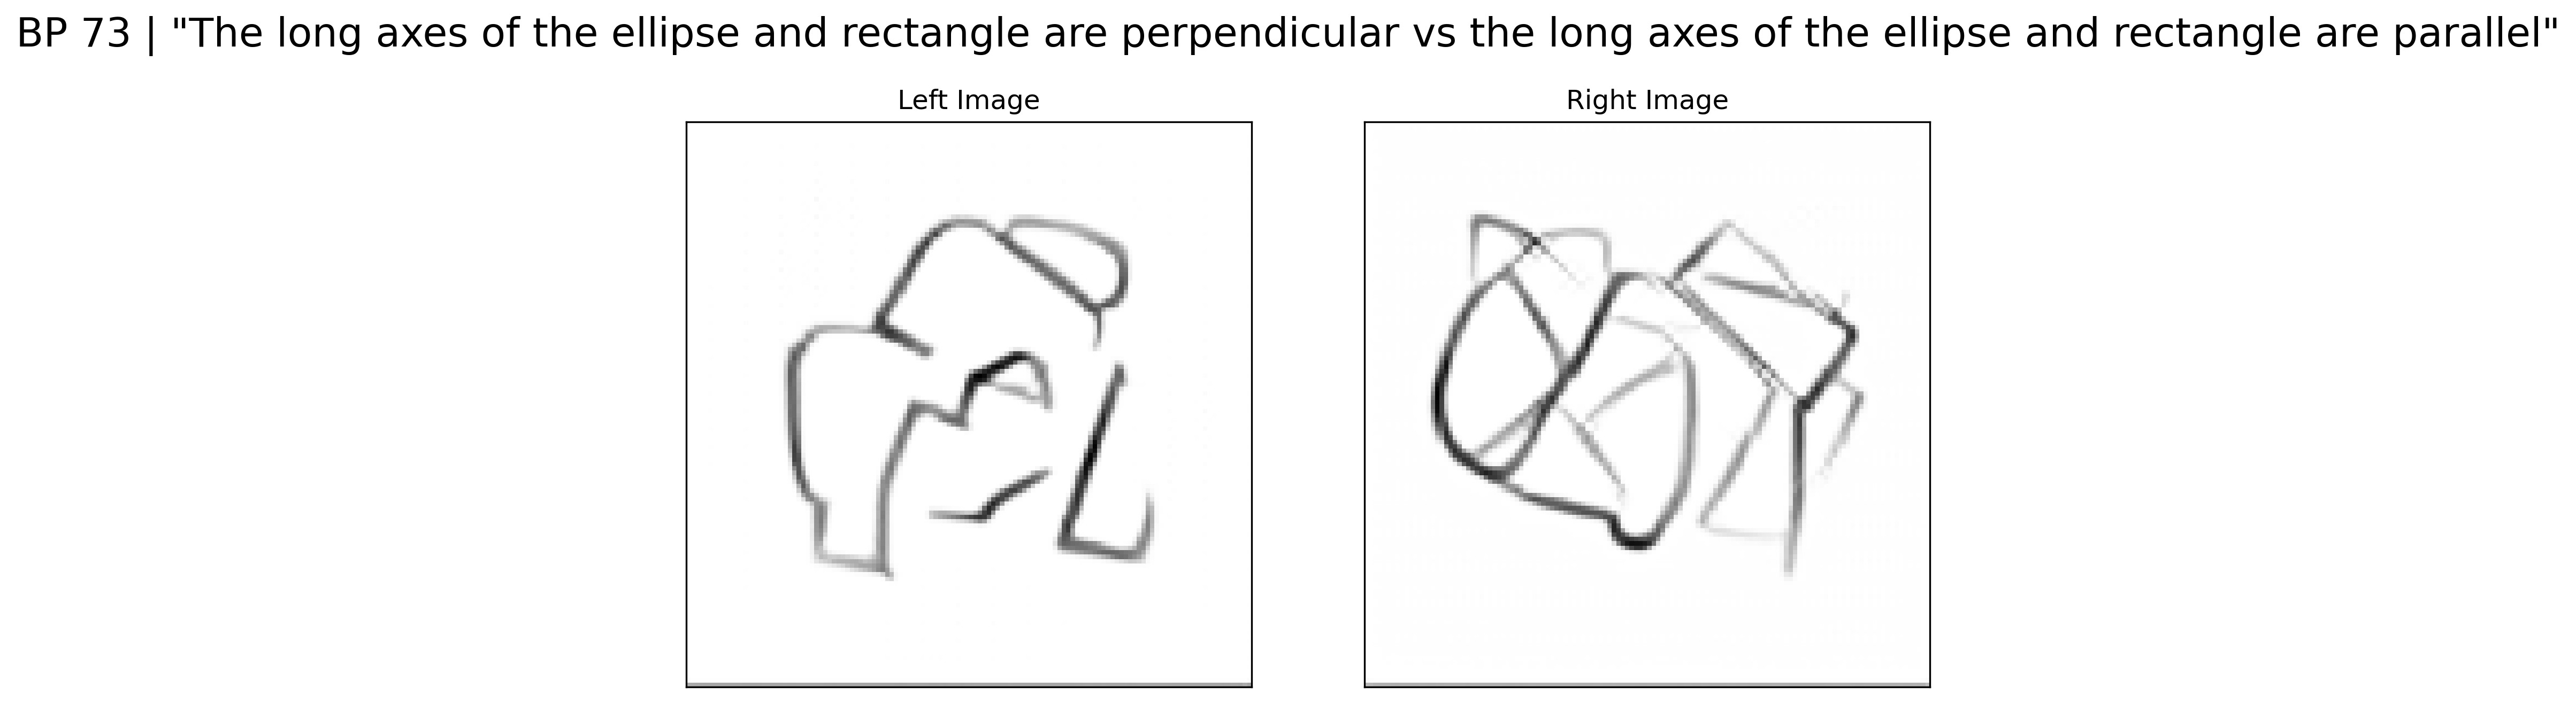 BP 73 | "The long axes of the ellipse and rectangle are perpendicular vs the long axes of the ellipse and rectangle are parallel"
Left Image
Right Image